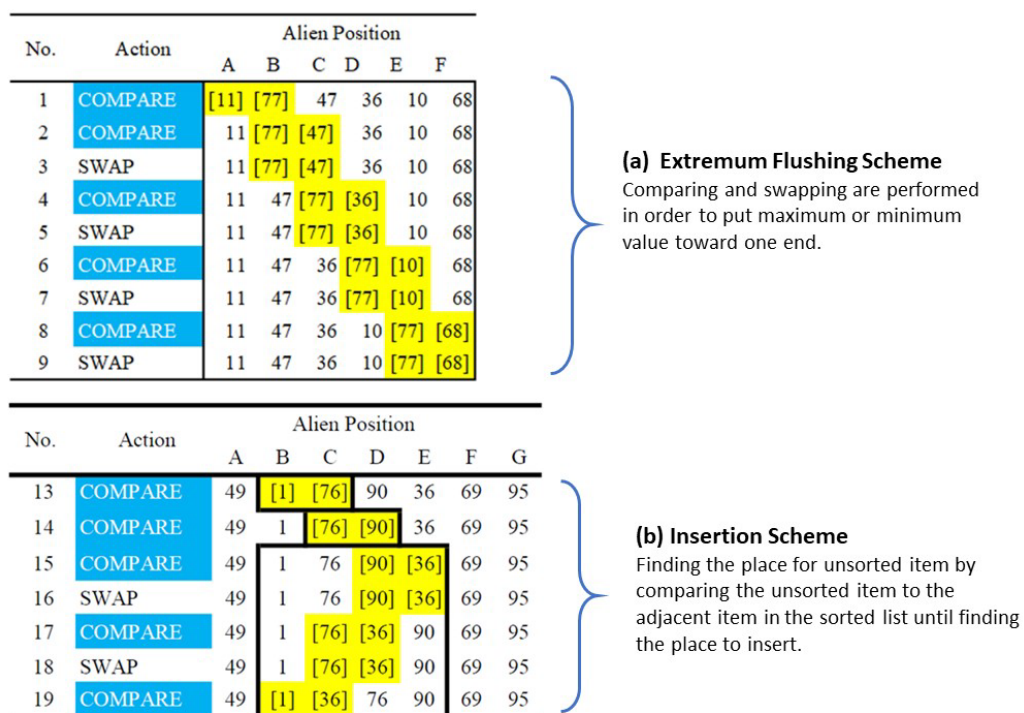 Alien Position
No. Action
A B C D E F
1 COMPARE [11] [77] 47 36 10 68
2 COMPARE 11 [77] [47] 36 10 68
3 SWAP 11 [77] [47] 36 10 68
4 COMPARE 11 47 [77] [36] 10 68
5 SWAP 11 47 [77] [36] 10 68
6 COMPARE 11 47 36 [77] [10] 68
7 SWAP 11 47 36 [77] [10] 68
8 COMPARE 11 47 36 10 [77] [68]
9 SWAP 11 47 36 10 [77] [68]
(a) Extremum Flushing Scheme
Comparing and swapping are performed
in order to put maximum or minimum
value toward one end.
Alien Position
No. Action
A B C D E F G
13 COMPARE 49 [1] [76] 90 36 69 95
14 COMPARE 49 1 [76] [90] 36 69 95
15 COMPARE 49 1 76 [90] [36] 69 95
16 SWAP 49 1 76 [90] [36] 69 95
17 COMPARE 49 1 [76] [36] 90 69 95
18 SWAP 49 1 [76] [36] 90 69 95
19 COMPARE 49 [1] [36] 76 90 69 95
(b) Insertion Scheme
Finding the place for unsorted item by
comparing the unsorted item to the
adjacent item in the sorted list until finding
the place to insert.